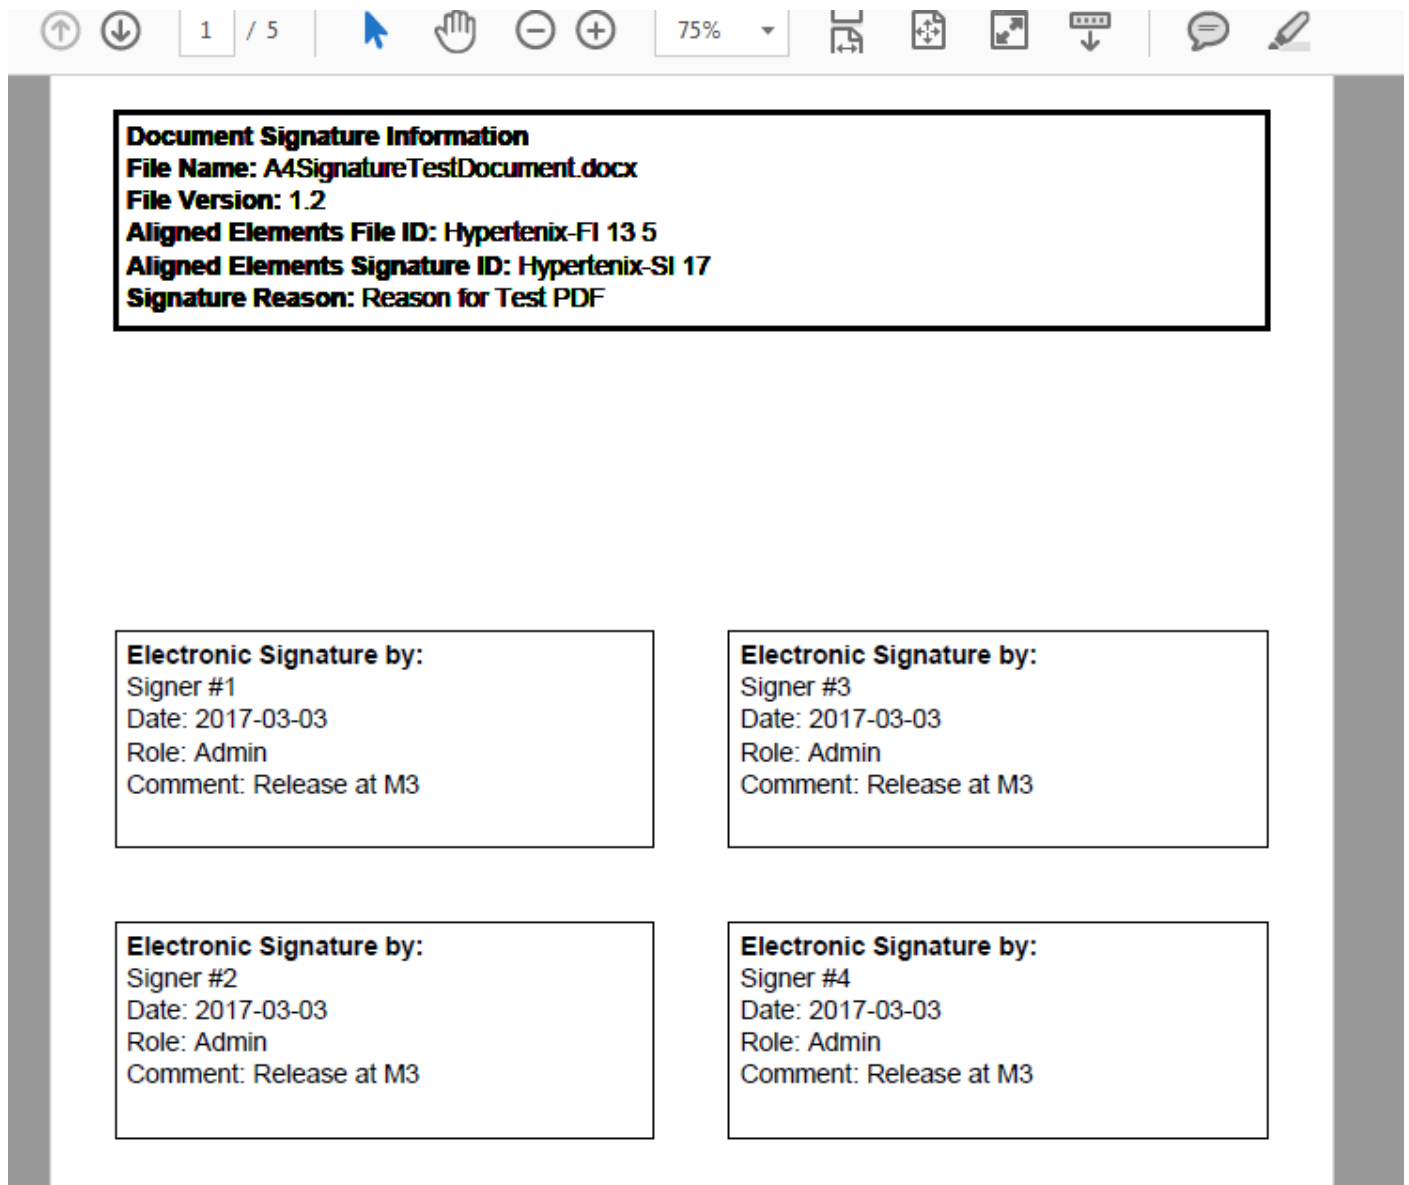 1 / 5
75%
Document Signature Information
File Name: A4SignatureTestDocument.docx
File Version: 1.2
Aligned Elements File ID: Hypertenix-FI 13 5
Aligned Elements Signature ID: Hypertenix-SI 17
Signature Reason: Reason for Test PDF
Electronic Signature by:
Signer #1
Date: 2017-03-03
Role: Admin
Comment: Release at M3
Electronic Signature by:
Signer #3
Date: 2017-03-03
Role: Admin
Comment: Release at M3
Electronic Signature by:
Signer #2
Date: 2017-03-03
Role: Admin
Comment: Release at M3
Electronic Signature by:
Signer #4
Date: 2017-03-03
Role: Admin
Comment: Release at M3